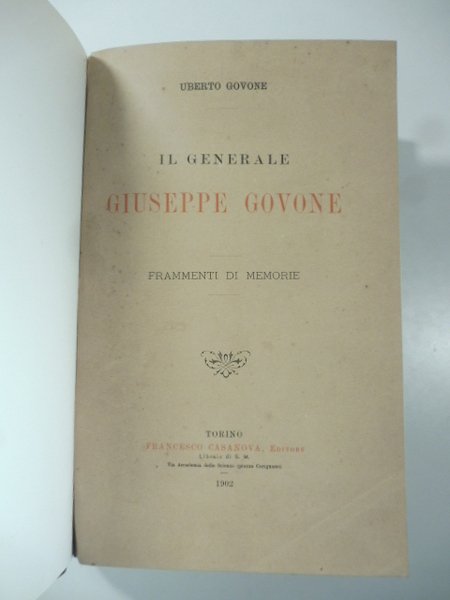 UBERTO GOVONE
IL GENERALE
GIUSEPPE GOVONE
FRAMMENTI DI MEMORIE
TORINO
FRANCESCO CASANOVA, EDITORE
Libraio di S. M.
Via Accademia delle Scienze (piazza Carignano)
1902